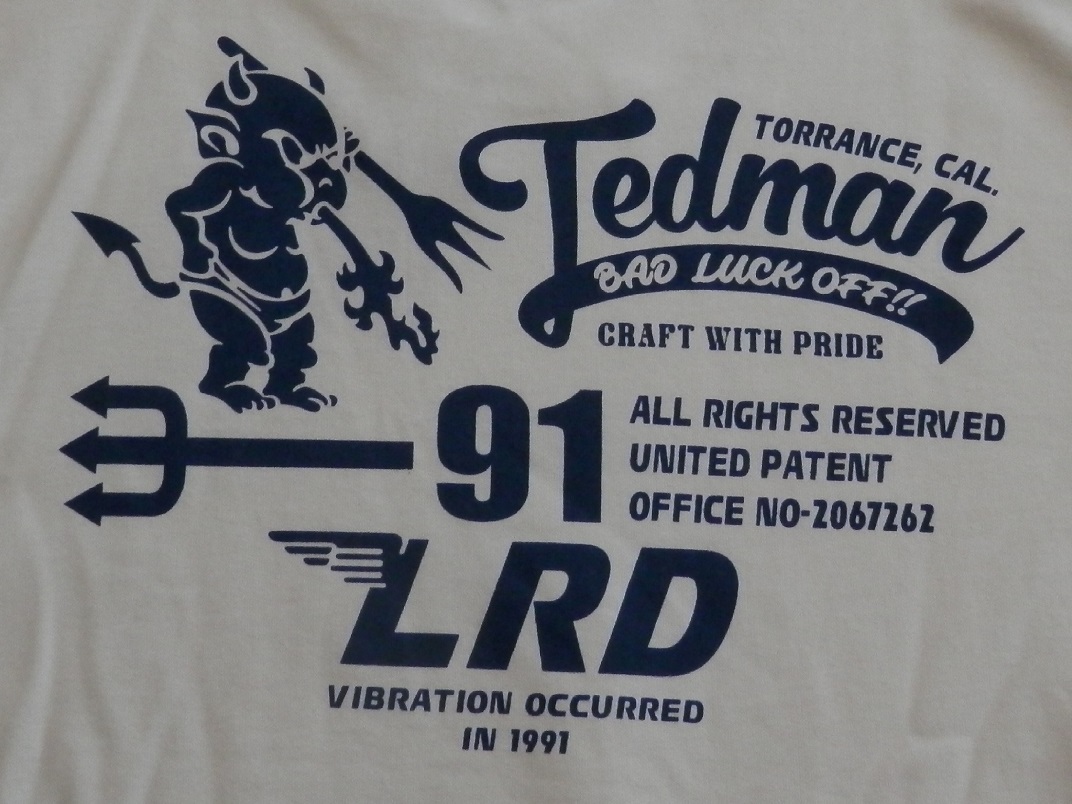 TORRANCE, CAL.
Tedman
BAD LUCK OFF!!
CRAFT WITH PRIDE
91
ALL RIGHTS RESERVED
UNITED PATENT
OFFICE NO-2067262
LRD
VIBRATION OCCURRED
IN 1991